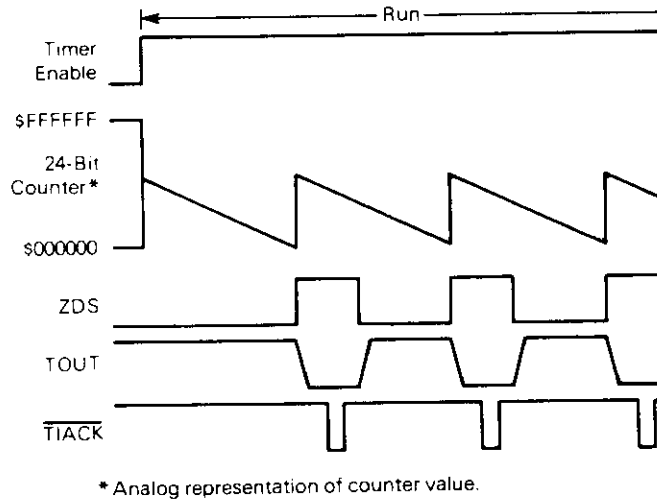 Run
Timer
Enable
$FFFFFF
24-Bit
Counter*
$000000
ZDS
TOUT
TIACK
* Analog representation of counter value.